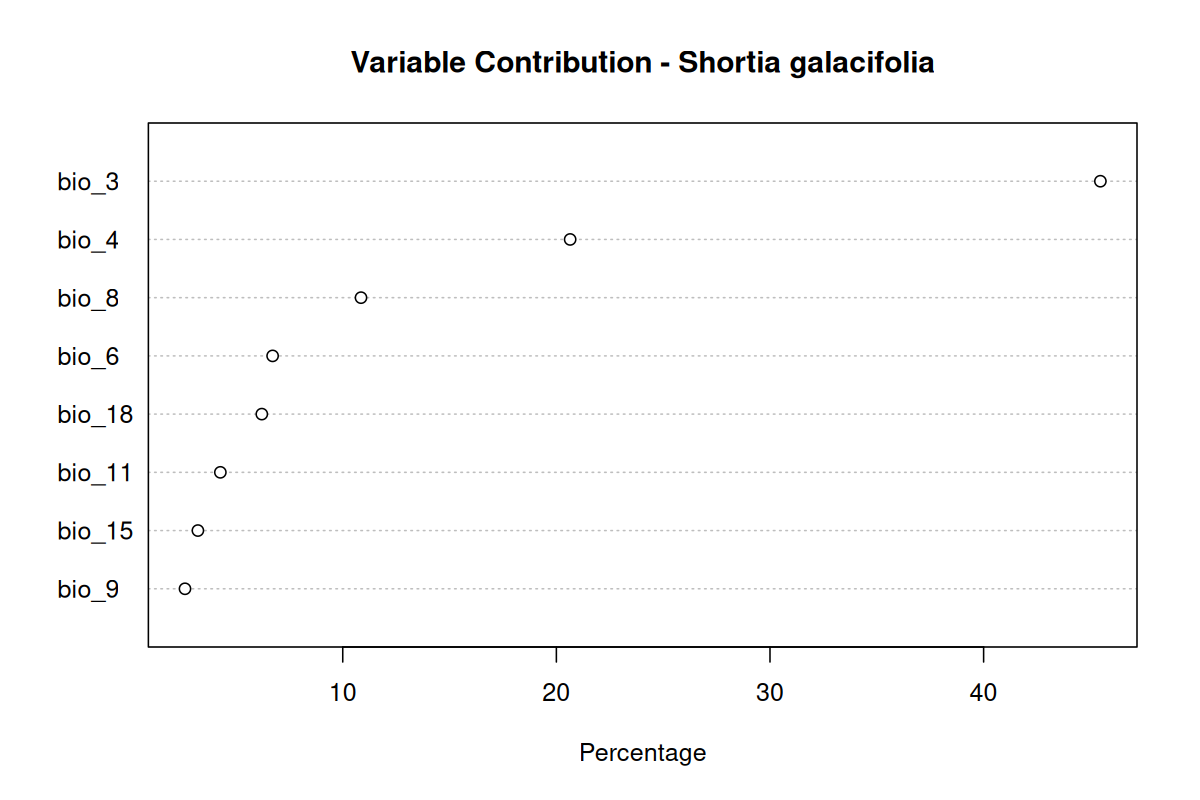 Variable Contribution - Shortia galacifolia
bio_3
bio_4
bio_8
bio_6
bio_18
bio_11
bio_15
bio_9
10 20 30 40
Percentage